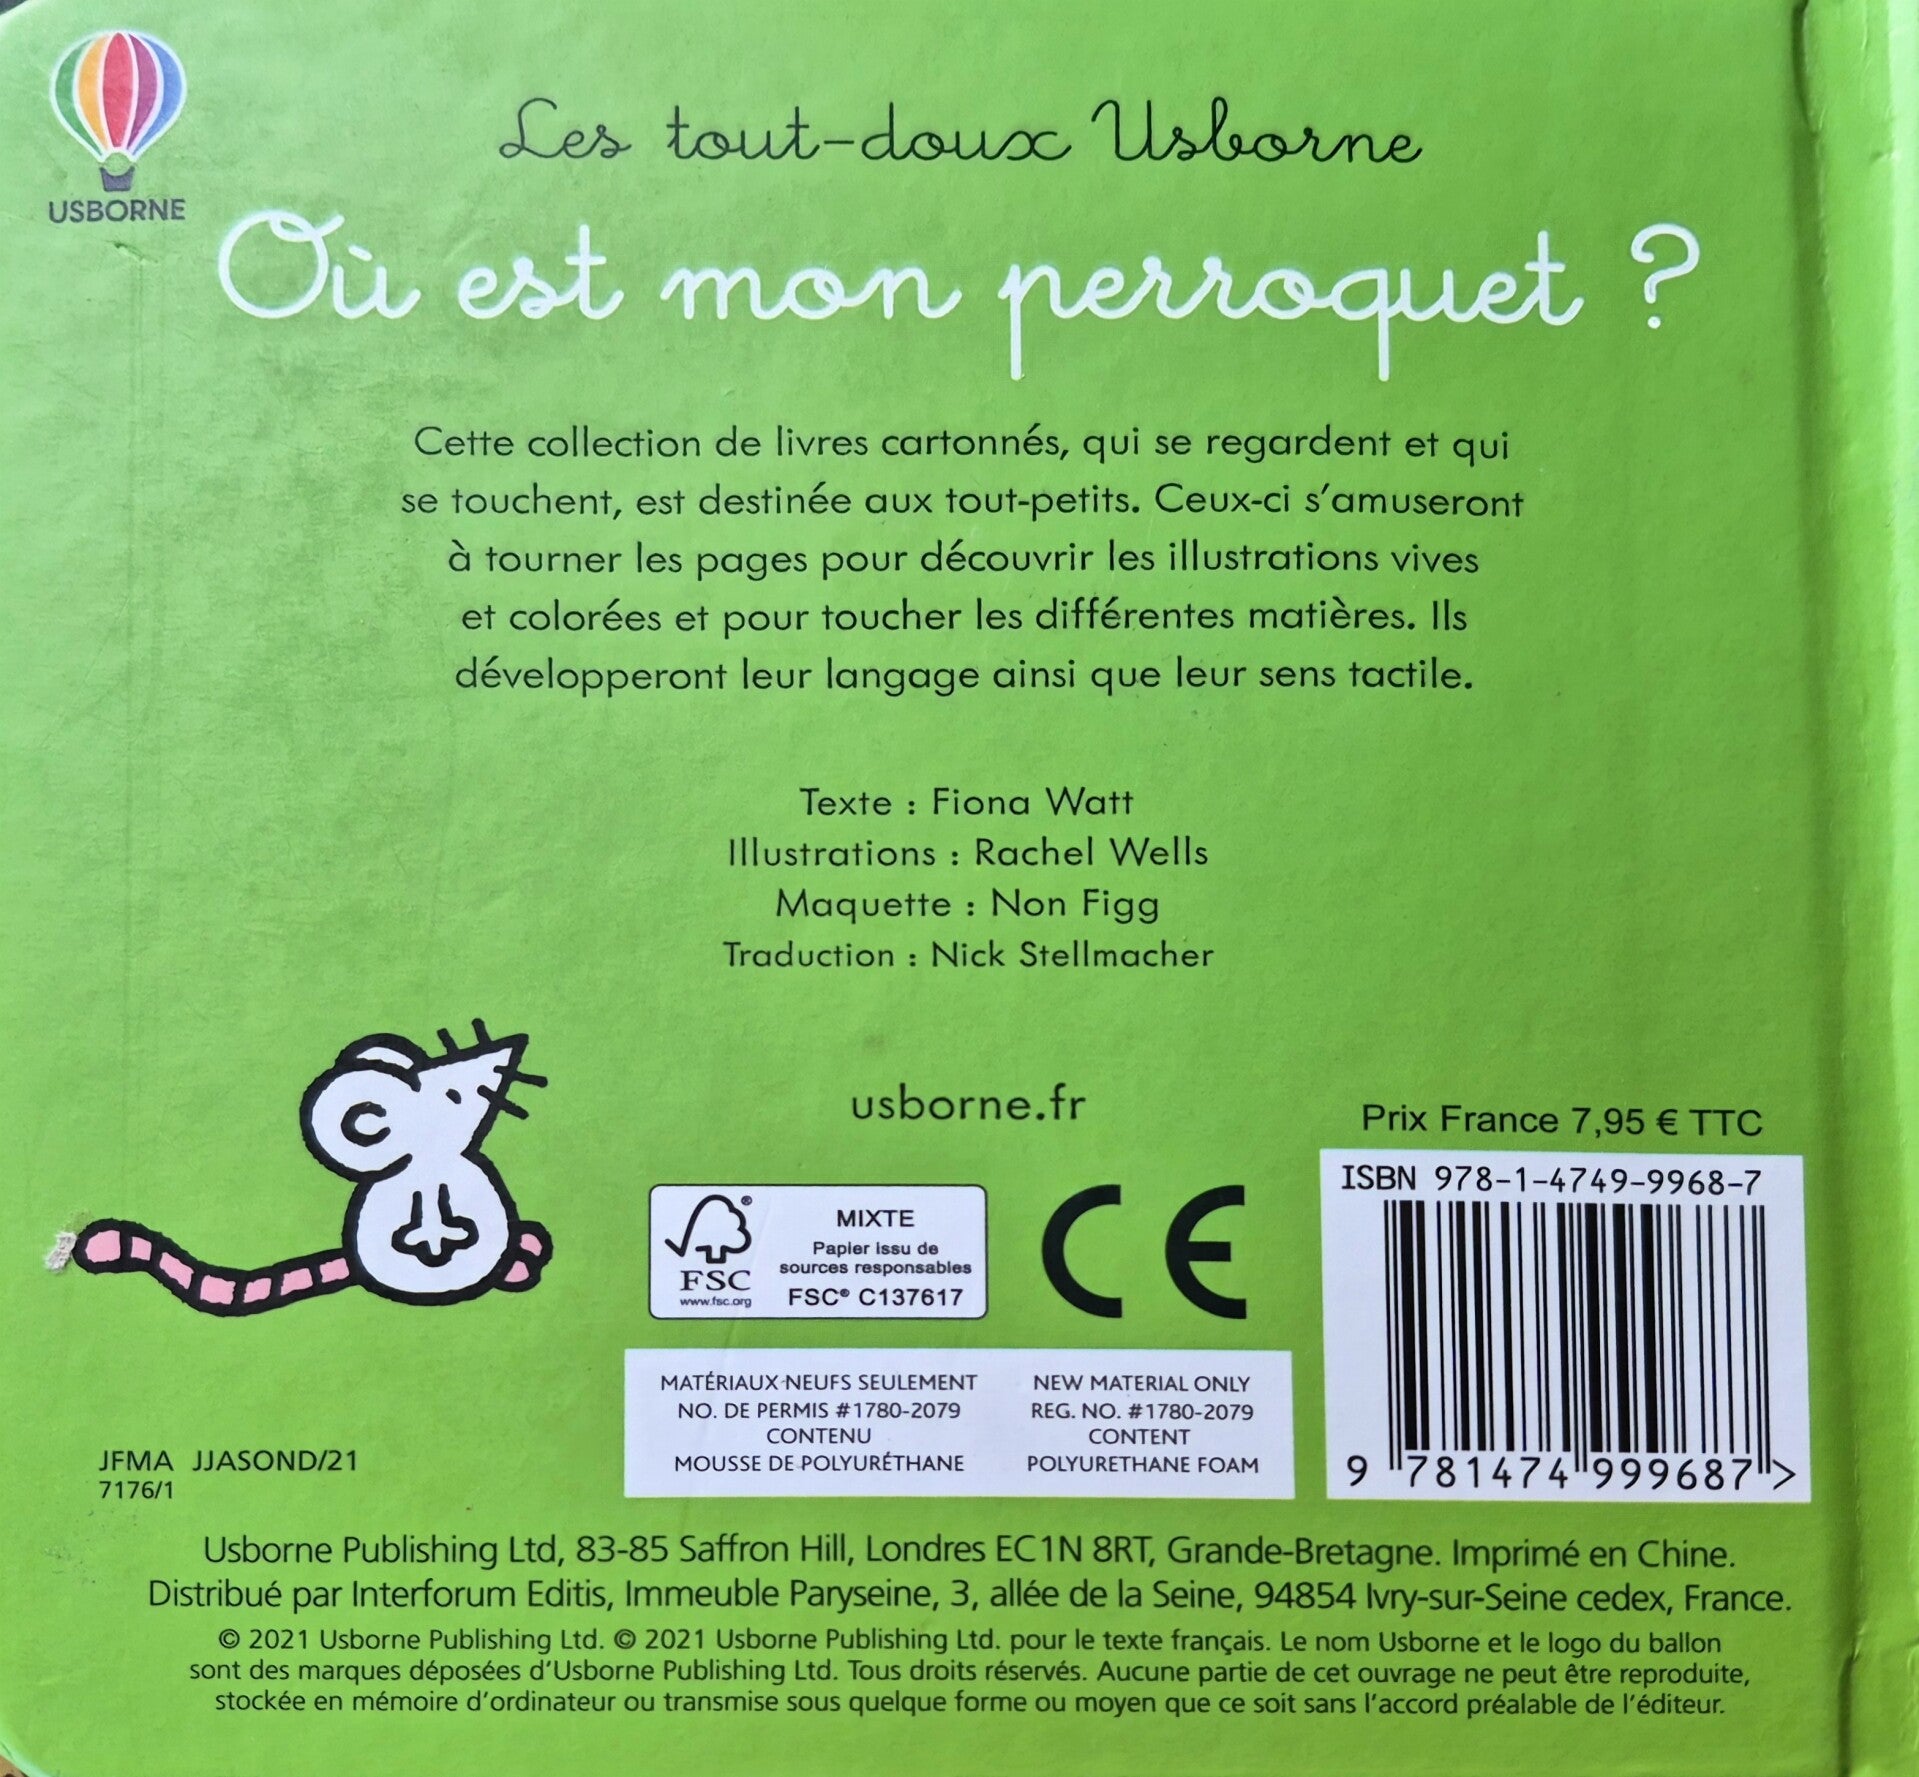 USBORNE
Les tout-doux Usborne
Où est mon perroquet ?
Cette collection de livres cartonnés, qui se regardent et qui
se touchent, est destinée aux tout-petits. Ceux-ci s'amuseront
à tourner les pages pour découvrir les illustrations vives
et colorées et pour toucher les différentes matières. Ils
développeront leur langage ainsi que leur sens tactile.
Texte : Fiona Watt
Illustrations : Rachel Wells
Maquette : Non Figg
Traduction : Nick Stellmacher
usborne.fr
Prix France 7,95 € TTC
ISBN 978-1-4749-9968-7
9 781474 999687 >
FSC
www.fsc.org
MIXTE
Papier issu de
sources responsables
FSC® C137617
CE
MATÉRIAUX NEUFS SEULEMENT
NO. DE PERMIS #1780-2079
CONTENU
MOUSSE DE POLYURÉTHANE
NEW MATERIAL ONLY
REG. NO. #1780-2079
CONTENT
POLYURETHANE FOAM
JFMA JJASOND/21
7176/1
Usborne Publishing Ltd, 83-85 Saffron Hill, Londres EC1N 8RT, Grande-Bretagne. Imprimé en Chine.
Distribué par Interforum Editis, Immeuble Paryseine, 3, allée de la Seine, 94854 Ivry-sur-Seine cedex, France.
© 2021 Usborne Publishing Ltd. © 2021 Usborne Publishing Ltd. pour le texte français. Le nom Usborne et le logo du ballon
sont des marques déposées d'Usborne Publishing Ltd. Tous droits réservés. Aucune partie de cet ouvrage ne peut être reproduite,
stockée en mémoire d'ordinateur ou transmise sous quelque forme ou moyen que ce soit sans l'accord préalable de l'éditeur.